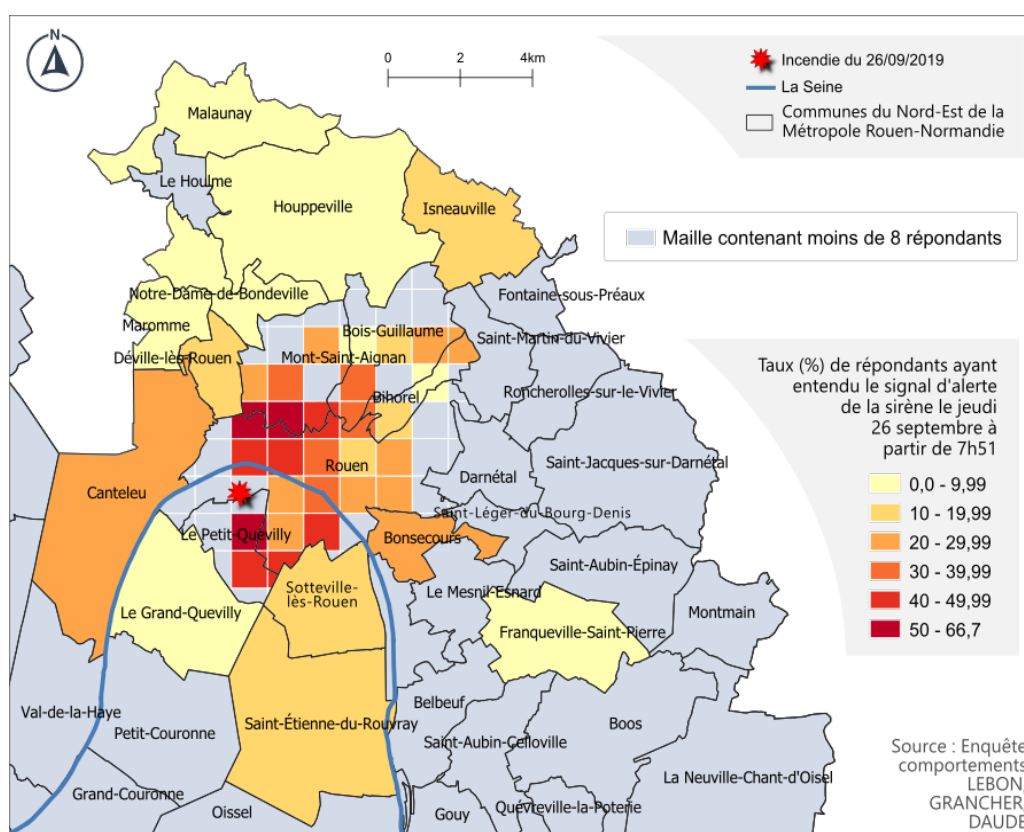 N
0 2 4km
Incendie du 26/09/2019
La Seine
Communes du Nord-Est de la
Métropole Rouen-Normandie
Malaunay
Le Houlme
Houppeville
Isneauville
Maille contenant moins de 8 répondants
Notre-Dame-de-Bondeville
Fontaine-sous-Préaux
Maromme
Bois-Guillaume
Saint-Martin-du-Vivier
Déville-lès-Rouen
Mont-Saint-Aignan
Bihorel
Roncherolles-sur-le-Vivier
Taux (%) de répondants ayant
entendu le signal d'alerte
de la sirène le jeudi
26 septembre à
partir de 7h51
0,0 - 9,99
10 - 19,99
20 - 29,99
30 - 39,99
40 - 49,99
50 - 66,7
Rouen
Saint-Jacques-sur-Darnétal
Darnétal
Canteleu
Saint-Léger-du-Bourg-Denis
Le Petit-Quévilly
Bonsecours
Saint-Aubin-Épinay
Sotteville-
lès-Rouen
Le Mesnil-Esnard
Le Grand-Quevilly
Montmain
Franqueville-Saint-Pierre
Val-de-la-Haye
Petit-Couronne
Saint-Étienne-du-Rouvray
Belbeuf
Boos
Saint-Aubin-Celloville
La Neuville-Chant-d'Oisel
Grand-Couronne
Oissel
Gouy
Quévreville-la-Poterie
Source : Enquête
comportements
LEBON,
GRANCHER,
DAUDE